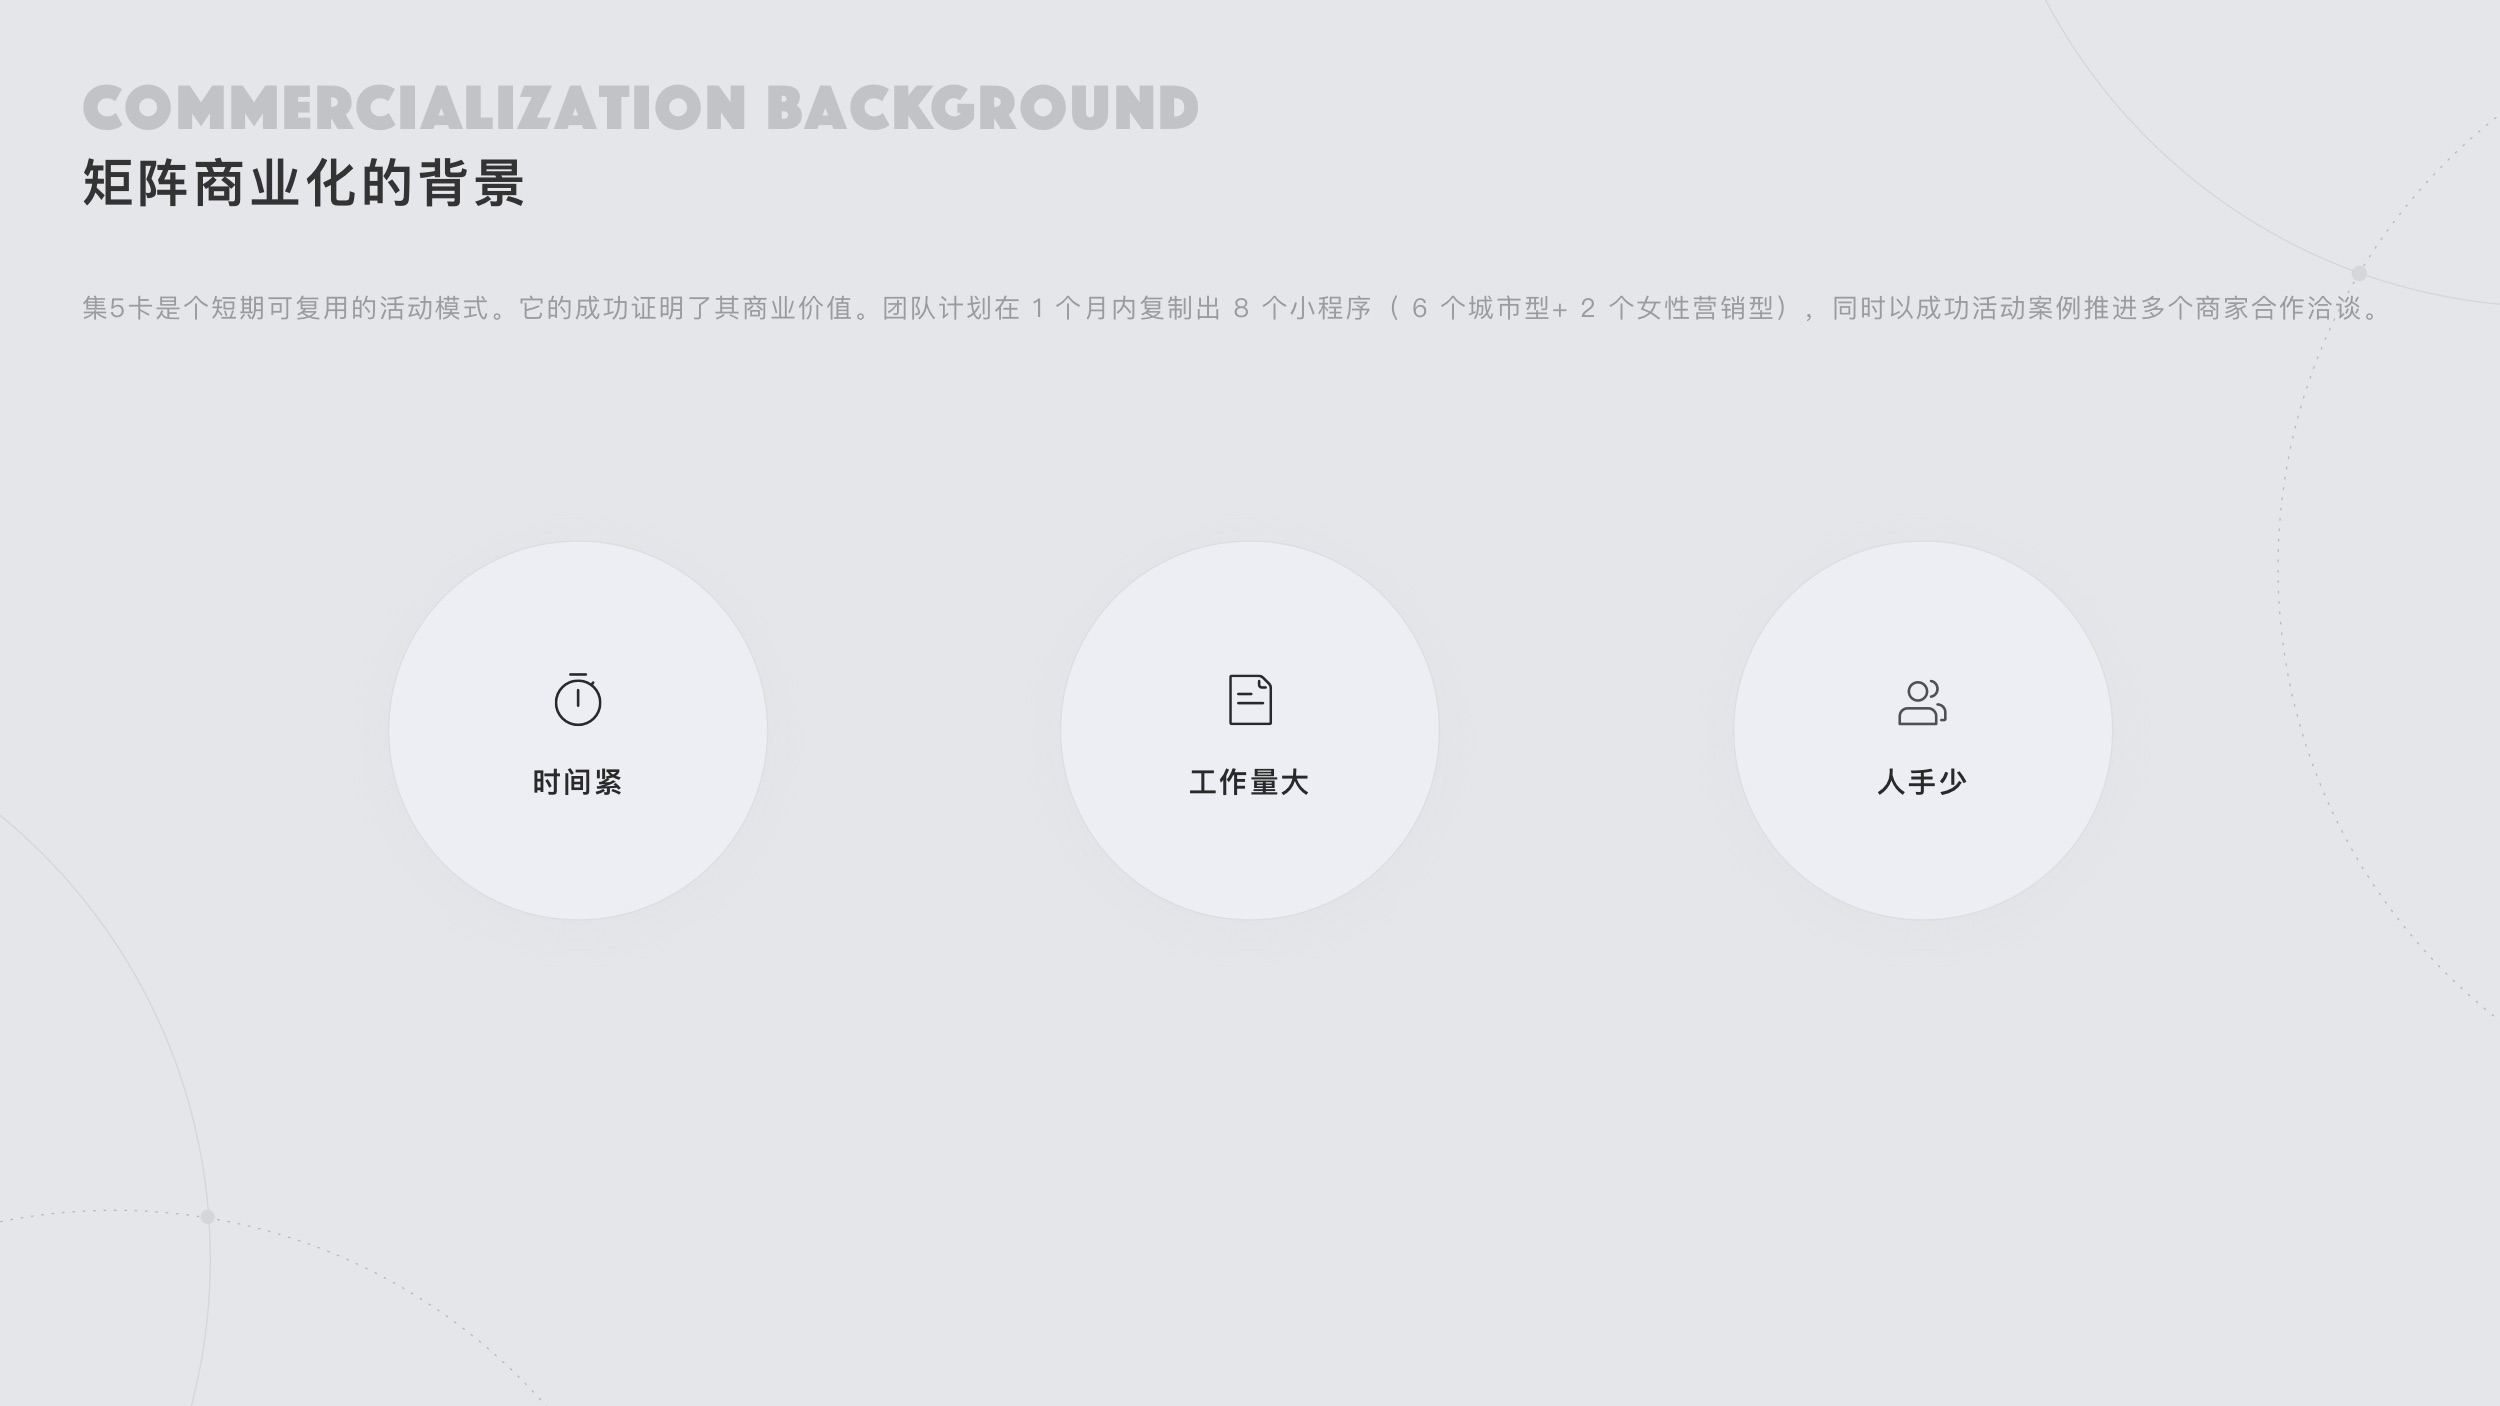 COMMERCIALIZATION BACKGROUND
矩阵商业化的背景
集5卡是个短期可复用的活动模式。它的成功证明了其商业价值。团队计划在 1 个月内复制出 8 个小程序（ 6 个城市型+ 2 个女性营销型），同时以成功活动案例推进多个商家合作洽谈。
时间紧
工作量大
人手少